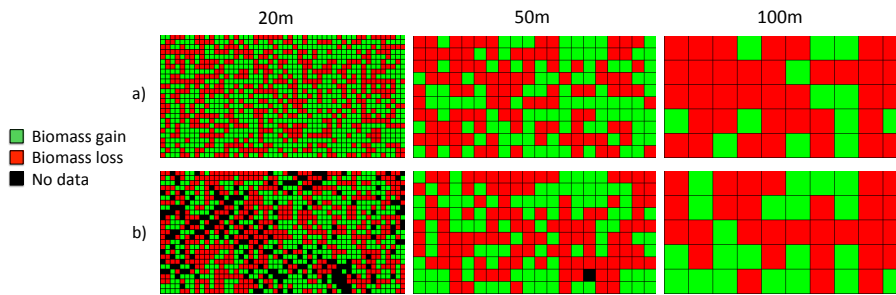 20m
50m
100m
a)
Biomass gain
Biomass loss
No data
b)